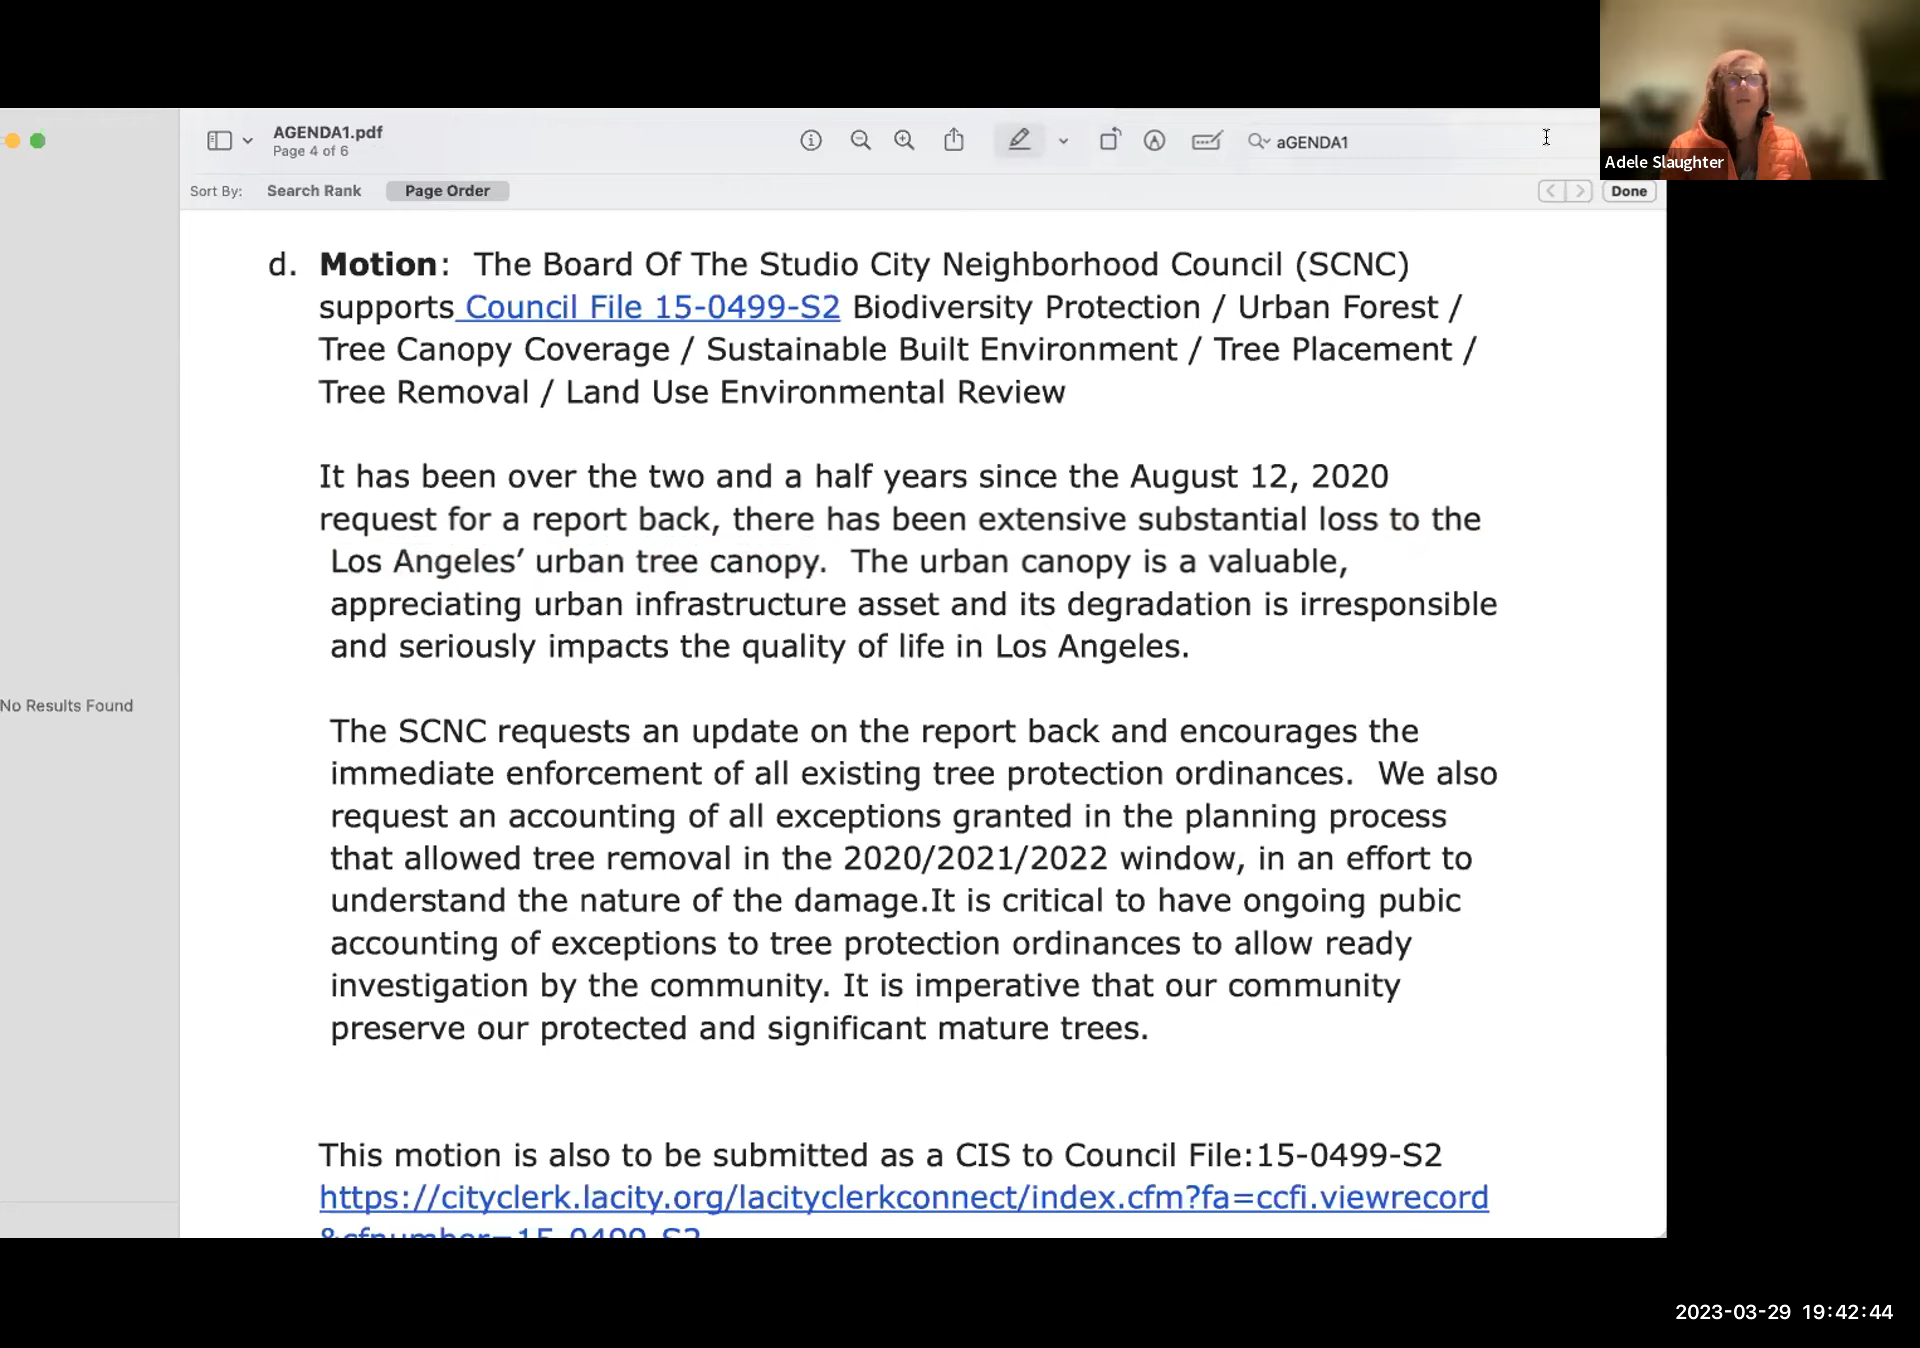 AGENDA1.pdf
Page 4 of 6
aGENDA1
Adele Slaughter
Sort By: Search Rank Page Order Done
d. Motion: The Board Of The Studio City Neighborhood Council (SCNC)
supports Council File 15-0499-S2 Biodiversity Protection / Urban Forest /
Tree Canopy Coverage / Sustainable Built Environment / Tree Placement /
Tree Removal / Land Use Environmental Review
It has been over the two and a half years since the August 12, 2020
request for a report back, there has been extensive substantial loss to the
Los Angeles’ urban tree canopy. The urban canopy is a valuable,
appreciating urban infrastructure asset and its degradation is irresponsible
and seriously impacts the quality of life in Los Angeles.
No Results Found
The SCNC requests an update on the report back and encourages the
immediate enforcement of all existing tree protection ordinances. We also
request an accounting of all exceptions granted in the planning process
that allowed tree removal in the 2020/2021/2022 window, in an effort to
understand the nature of the damage.It is critical to have ongoing pubic
accounting of exceptions to tree protection ordinances to allow ready
investigation by the community. It is imperative that our community
preserve our protected and significant mature trees.
This motion is also to be submitted as a CIS to Council File:15-0499-S2
https://cityclerk.lacity.org/lacityclerkconnect/index.cfm?fa=ccfi.viewrecord
&cfnumber=15-0499-S2
2023-03-29 19:42:44